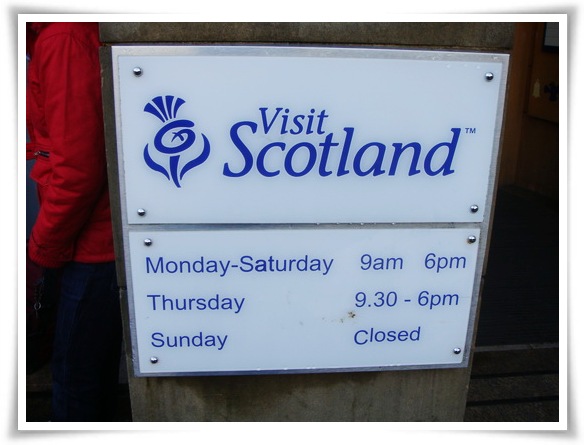 Visit
Scotland™
Monday-Saturday 9am 6pm
Thursday 9.30 - 6pm
Sunday Closed